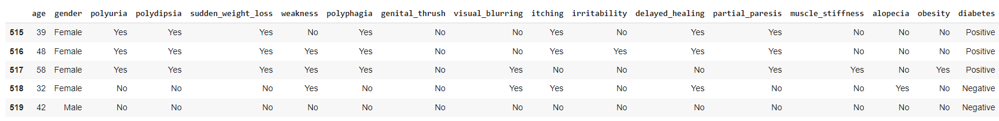 age gender polyuria polydipsia sudden_weight_loss weakness polyphagia genital_thrush visual_blurring itching irritability delayed_healing partial_paresis muscle_stiffness alopecia obesity diabetes
515 39 Female Yes Yes Yes No Yes No No Yes No Yes Yes No No No Positive
516 48 Female Yes Yes Yes Yes Yes No No Yes Yes Yes Yes No No No Positive
517 58 Female Yes Yes Yes Yes Yes No Yes No No No Yes Yes No Yes Positive
518 32 Female No No No Yes No No Yes Yes No Yes No No Yes No Negative
519 42 Male No No No No No No No No No No No No No No Negative